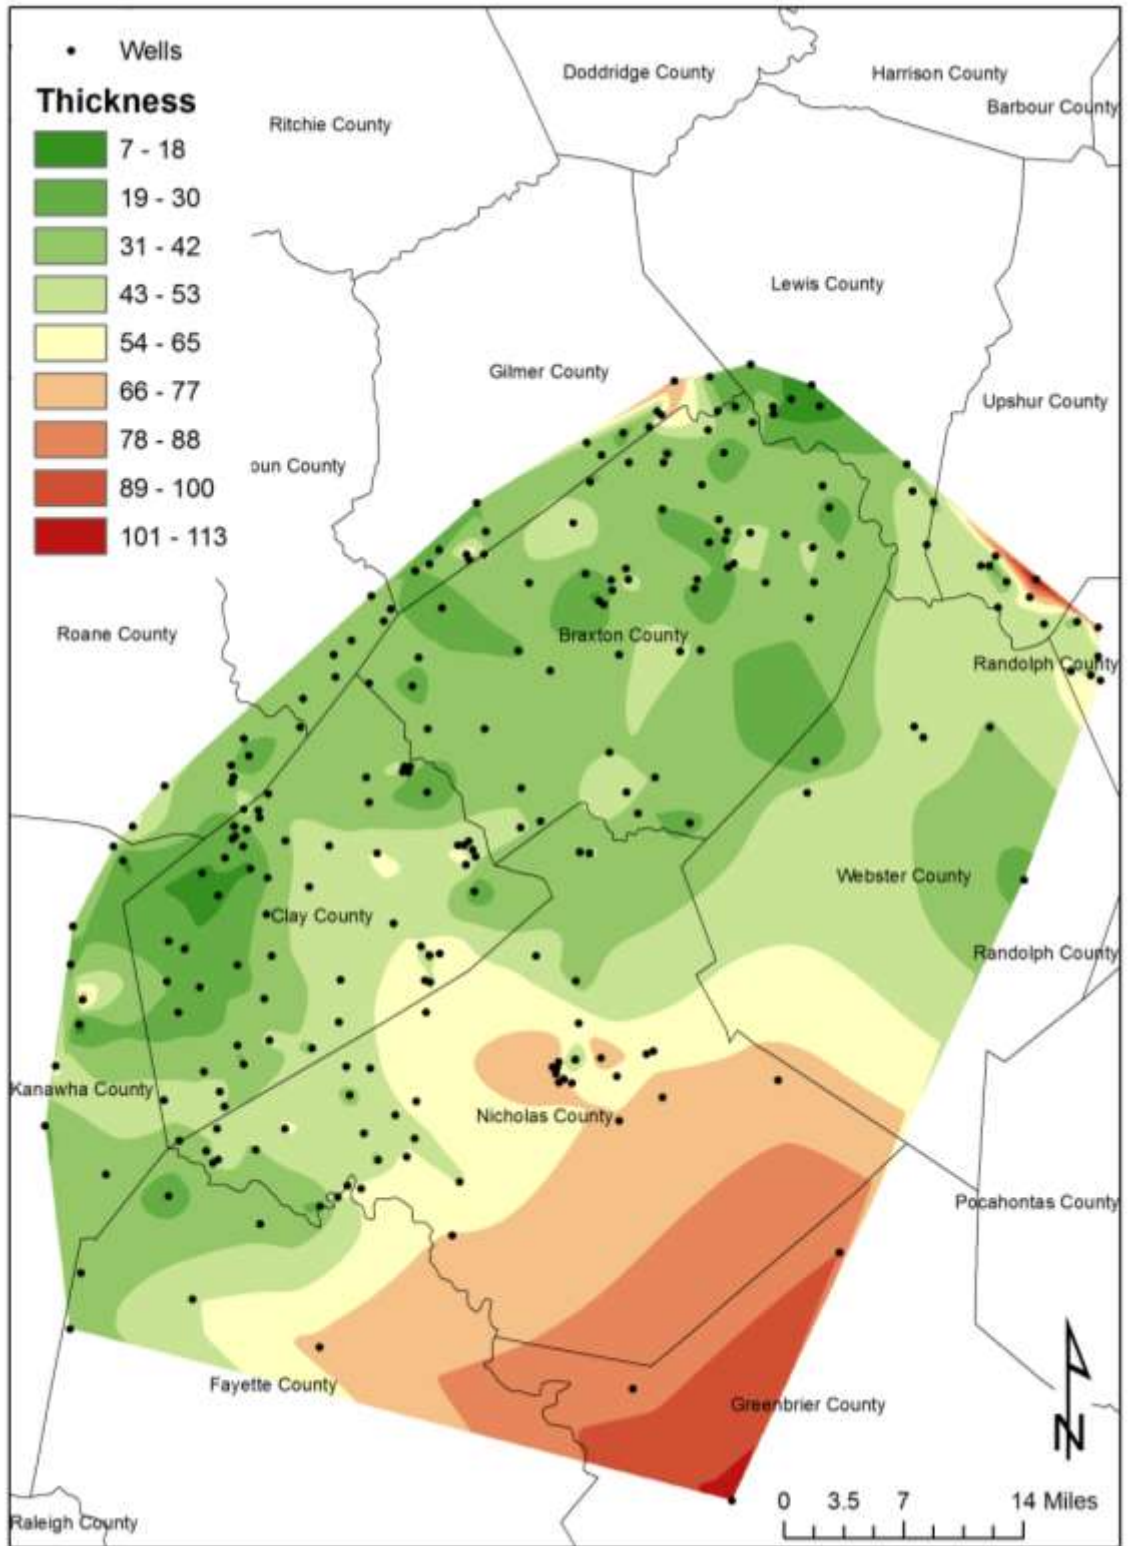 Wells
Thickness
7 - 18
19 - 30
31 - 42
43 - 53
54 - 65
66 - 77
78 - 88
89 - 100
101 - 113
Doddridge County
Harrison County
Barbour County
Ritchie County
Lewis County
Gilmer County
Upshur County
oun County
Roane County
Braxton County
Randolph County
Webster County
Clay County
Randolph County
Kanawha County
Nicholas County
Pocahontas County
Fayette County
Greenbrier County
N
0 3.5 7 14 Miles
Raleigh County